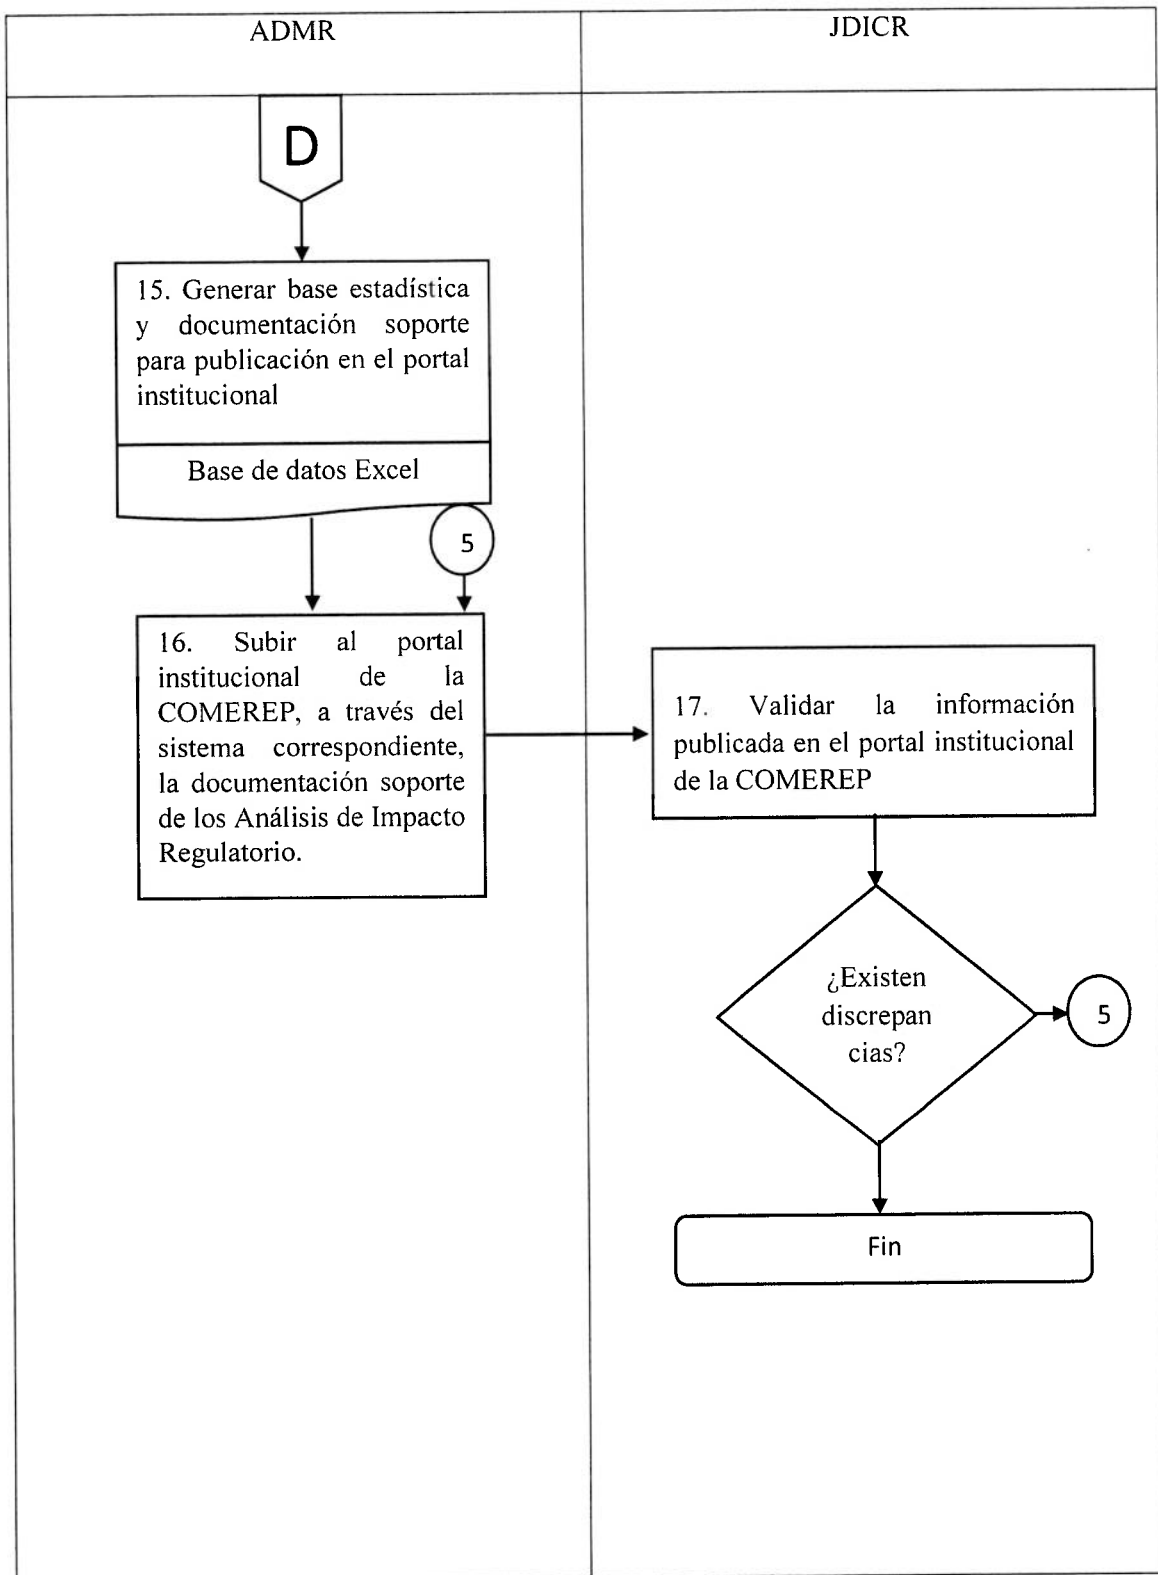 ADMR
JDICR
D
15. Generar base estadística
y documentación soporte
para publicación en el portal
institucional
Base de datos Excel
5
16. Subir al portal
institucional de la
COMEREP, a través del
sistema correspondiente,
la documentación soporte
de los Análisis de Impacto
Regulatorio.
17. Validar la información
publicada en el portal institucional
de la COMEREP
¿Existen
discrepan
cias?
5
Fin